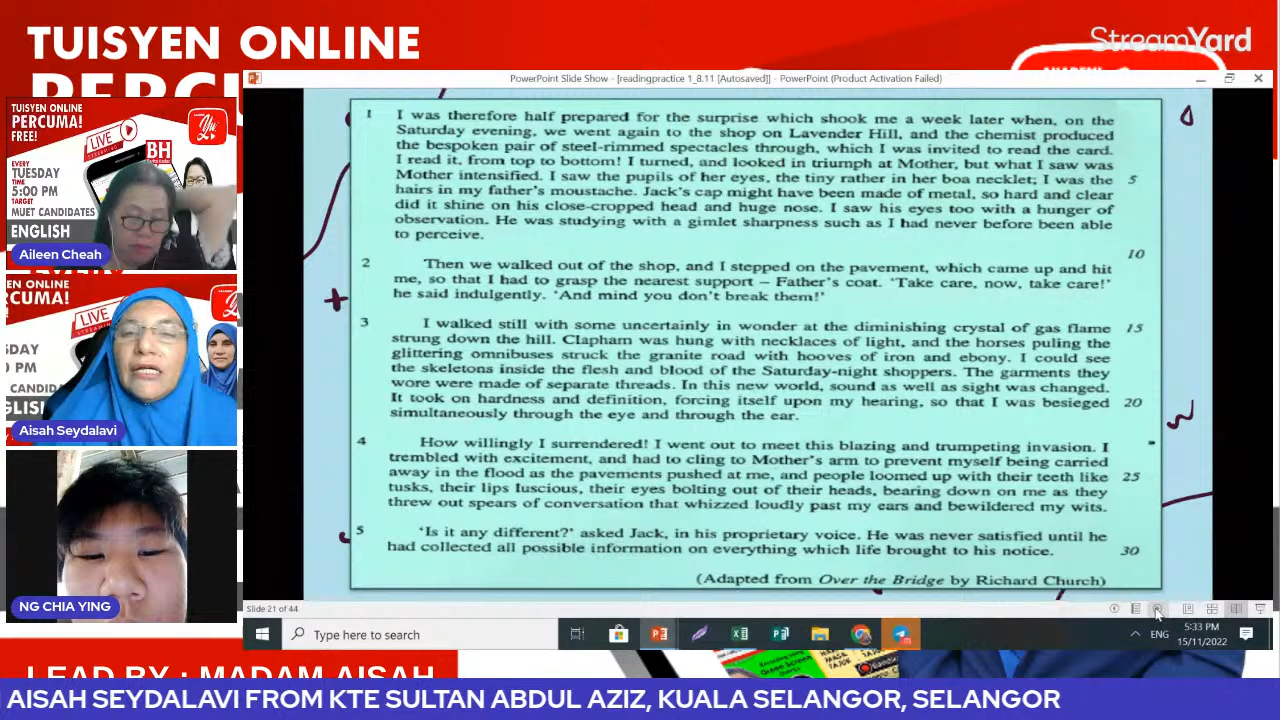 TUISYEN ONLINE
StreamYard
PowerPoint Slide Show - [readingpractice 1_8.11 [Autosaved]] - PowerPoint (Product Activation Failed)
TUISYEN ONLINE
PERCUMA!
FREE!
LIVE
BH
EVERY
TUESDAY
TIME
5:00 PM
TARGET
MUET CANDIDATES
ENGLISH
Aileen Cheah
EN ONLINE
UMA!
LIVE
SDAY
Aisah Seydalavi
NG CHIA YING
1 I was therefore half prepared for the surprise which shook me a week later when, on the
Saturday evening, we went again to the shop on Lavender Hill, and the chemist produced
the bespoken pair of steel-rimmed spectacles through, which I was invited to read the card.
I read it, from top to bottom! I turned, and looked in triumph at Mother, but what I saw was
Mother intensified. I saw the pupils of her eyes, the tiny rather in her boa necklet; I was the 5
hairs in my father's moustache. Jack's cap might have been made of metal, so hard and clear
did it shine on his close-cropped head and huge nose. I saw his eyes too with a hunger of
observation. He was studying with a gimlet sharpness such as I had never before been able
to perceive.
10
2 Then we walked out of the shop, and I stepped on the pavement, which came up and hit
me, so that I had to grasp the nearest support – Father's coat. 'Take care, now, take care!'
he said indulgently. 'And mind you don't break them!'
3 I walked still with some uncertainly in wonder at the diminishing crystal of gas flame 15
strung down the hill. Clapham was hung with necklaces of light, and the horses puling the
glittering omnibuses struck the granite road with hooves of iron and ebony. I could see
the skeletons inside the flesh and blood of the Saturday-night shoppers. The garments they
wore were made of separate threads. In this new world, sound as well as sight was changed.
It took on hardness and definition, forcing itself upon my hearing, so that I was besieged 20
simultaneously through the eye and through the ear.
4 How willingly I surrendered! I went out to meet this blazing and trumpeting invasion. I
trembled with excitement, and had to cling to Mother's arm to prevent myself being carried
away in the flood as the pavements pushed at me, and people loomed up with their teeth like 25
tusks, their lips luscious, their eyes bolting out of their heads, bearing down on me as they
threw out spears of conversation that whizzed loudly past my ears and bewildered my wits.
5 'Is it any different?' asked Jack, in his proprietary voice. He was never satisfied until he
had collected all possible information on everything which life brought to his notice. 30
(Adapted from Over the Bridge by Richard Church)
Slide 21 of 44
Type here to search
ENG
5:33 PM
15/11/2022
LEAD BY : MADAM AISAH
AISAH SEYDALAVI FROM KTE SULTAN ABDUL AZIZ, KUALA SELANGOR, SELANGOR